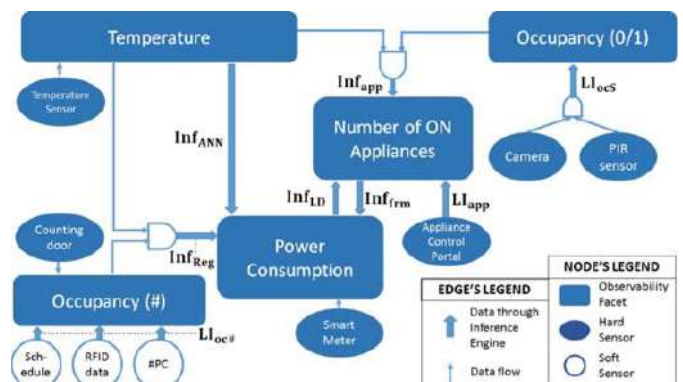 Temperature
Occupancy (0/1)
Temperature
Sensor
Inf_app
LI_ocS
Number of ON
Appliances
Camera
PIR
sensor
Inf_ANN
Inf_LD
Inf_frm
LI_app
Counting
door
Inf_Reg
Power
Consumption
Appliance
Control
Portal
Occupancy (#)
LI_oc#
Sch-
edule
RFID
data
#PC
Smart
Meter
EDGE'S LEGEND
Data through
Inference
Engine
Data flow
NODE'S LEGEND
Observability
Facet
Hard
Sensor
Soft
Sensor